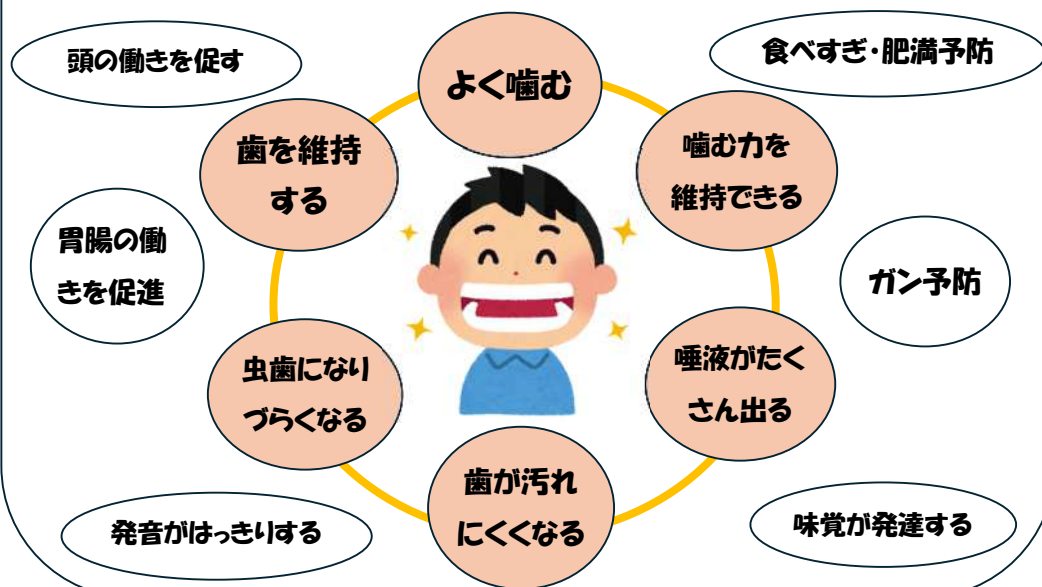 頭の働きを促す
よく噛む
食べすぎ・肥満予防
歯を維持
する
噛む力を
維持できる
胃腸の働
きを促進
ガン予防
虫歯になり
づらくなる
唾液がたく
さん出る
歯が汚れ
にくくなる
発音がはっきりする
味覚が発達する